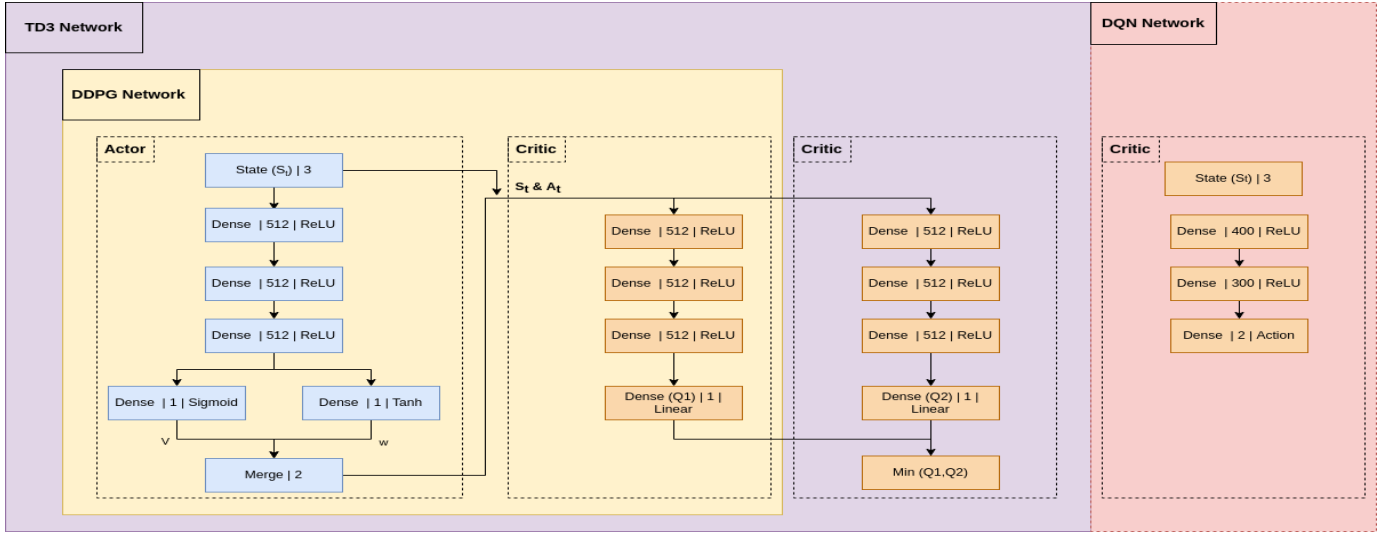 TD3 Network
DDPG Network
Actor
State (Sₜ) | 3
Dense | 512 | ReLU
Dense | 512 | ReLU
Dense | 512 | ReLU
Dense | 1 | Sigmoid
Dense | 1 | Tanh
V
w
Merge | 2
Critic
Sₜ & Aₜ
Dense | 512 | ReLU
Dense | 512 | ReLU
Dense | 512 | ReLU
Dense (Q1) | 1 |
Linear
Critic
Dense | 512 | ReLU
Dense | 512 | ReLU
Dense | 512 | ReLU
Dense (Q2) | 1 |
Linear
Min (Q1,Q2)
DQN Network
Critic
State (St) | 3
Dense | 400 | ReLU
Dense | 300 | ReLU
Dense | 2 | Action